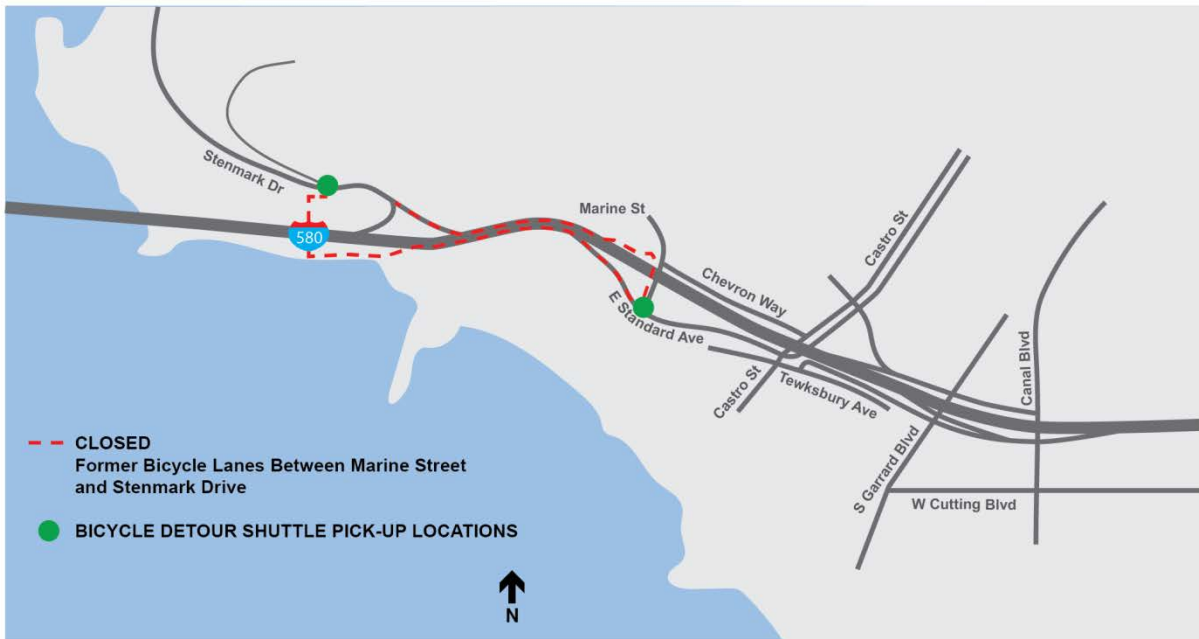 Stenmark Dr
580
Marine St
Castro St
Chevron Way
E Standard Ave
Castro St
Tewksbury Ave
Canal Blvd
S Garrard Blvd
W Cutting Blvd
CLOSED
Former Bicycle Lanes Between Marine Street
and Stenmark Drive
BICYCLE DETOUR SHUTTLE PICK-UP LOCATIONS
N